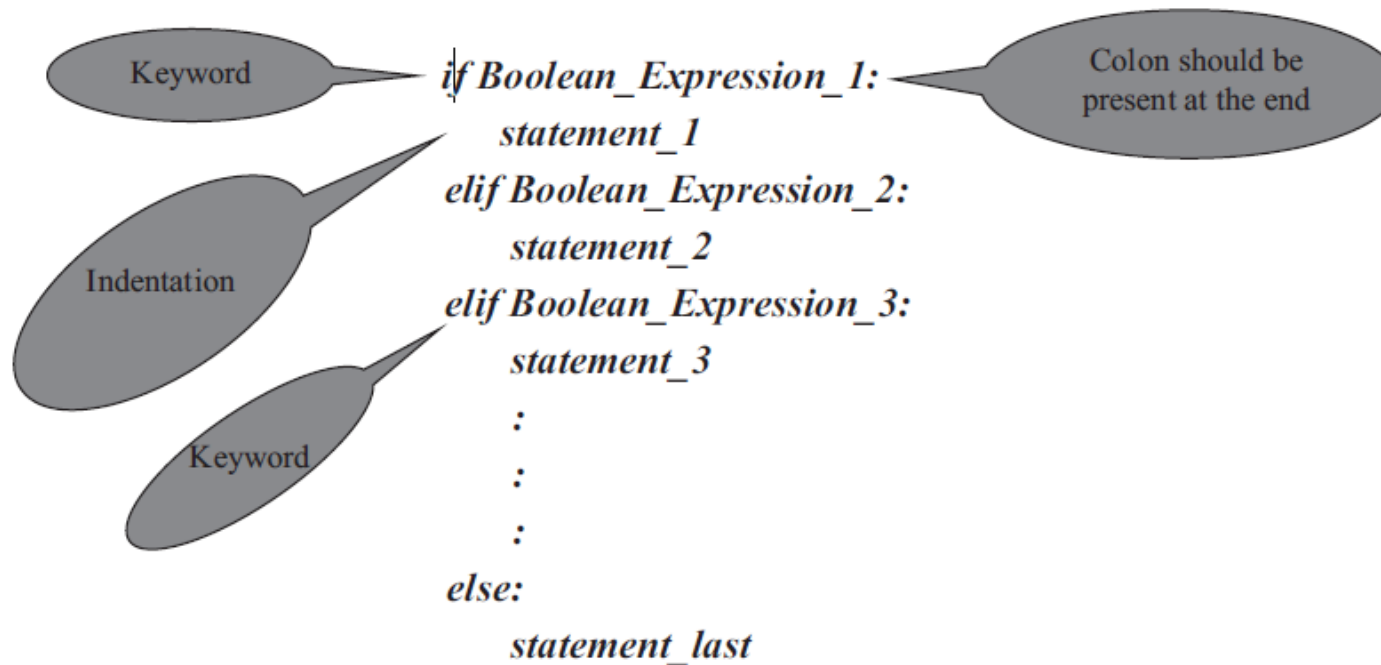 Keyword
if Boolean_Expression_1:
Colon should be
present at the end
statement_1
Indentation
elif Boolean_Expression_2:
statement_2
elif Boolean_Expression_3:
Keyword
statement_3
:
:
:
else:
statement_last